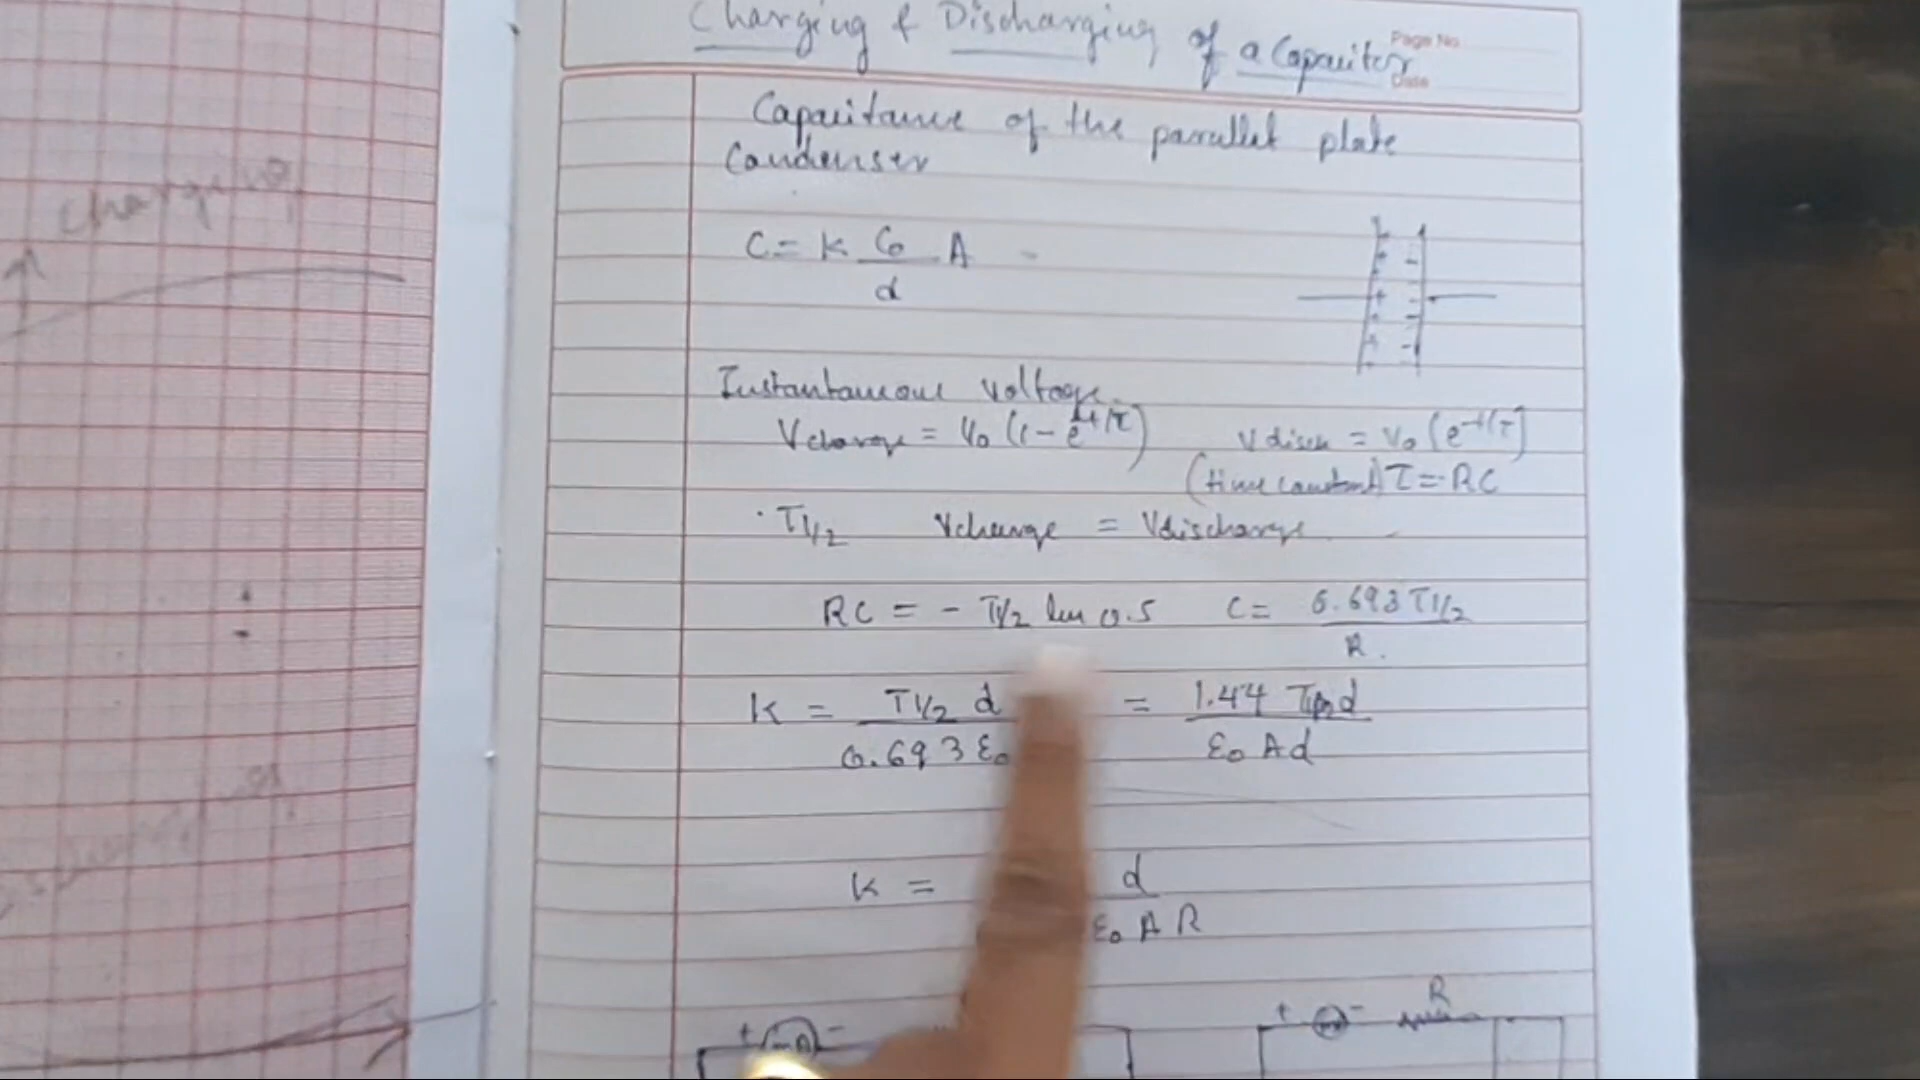 Charging & Discharging of a Capacitor
Page No.
Date
Capacitance of the parallel plate
Condenser
C = K ϵ₀ A
d
Instantaneous Voltage
Vcharge = V₀ (1 - e^-t/τ) Vdisch = V₀ (e^-t/τ)
(time constant) τ = RC
T1/2 Vcharge = Vdischarge
RC = - T1/2 ln 0.5 C = 0.693 T1/2
R.
K = T1/2 d = 1.44 T1/2 d
0.693 ε₀ ε₀ A d
K = d
ε₀ A R
+ mA - + - R
charging